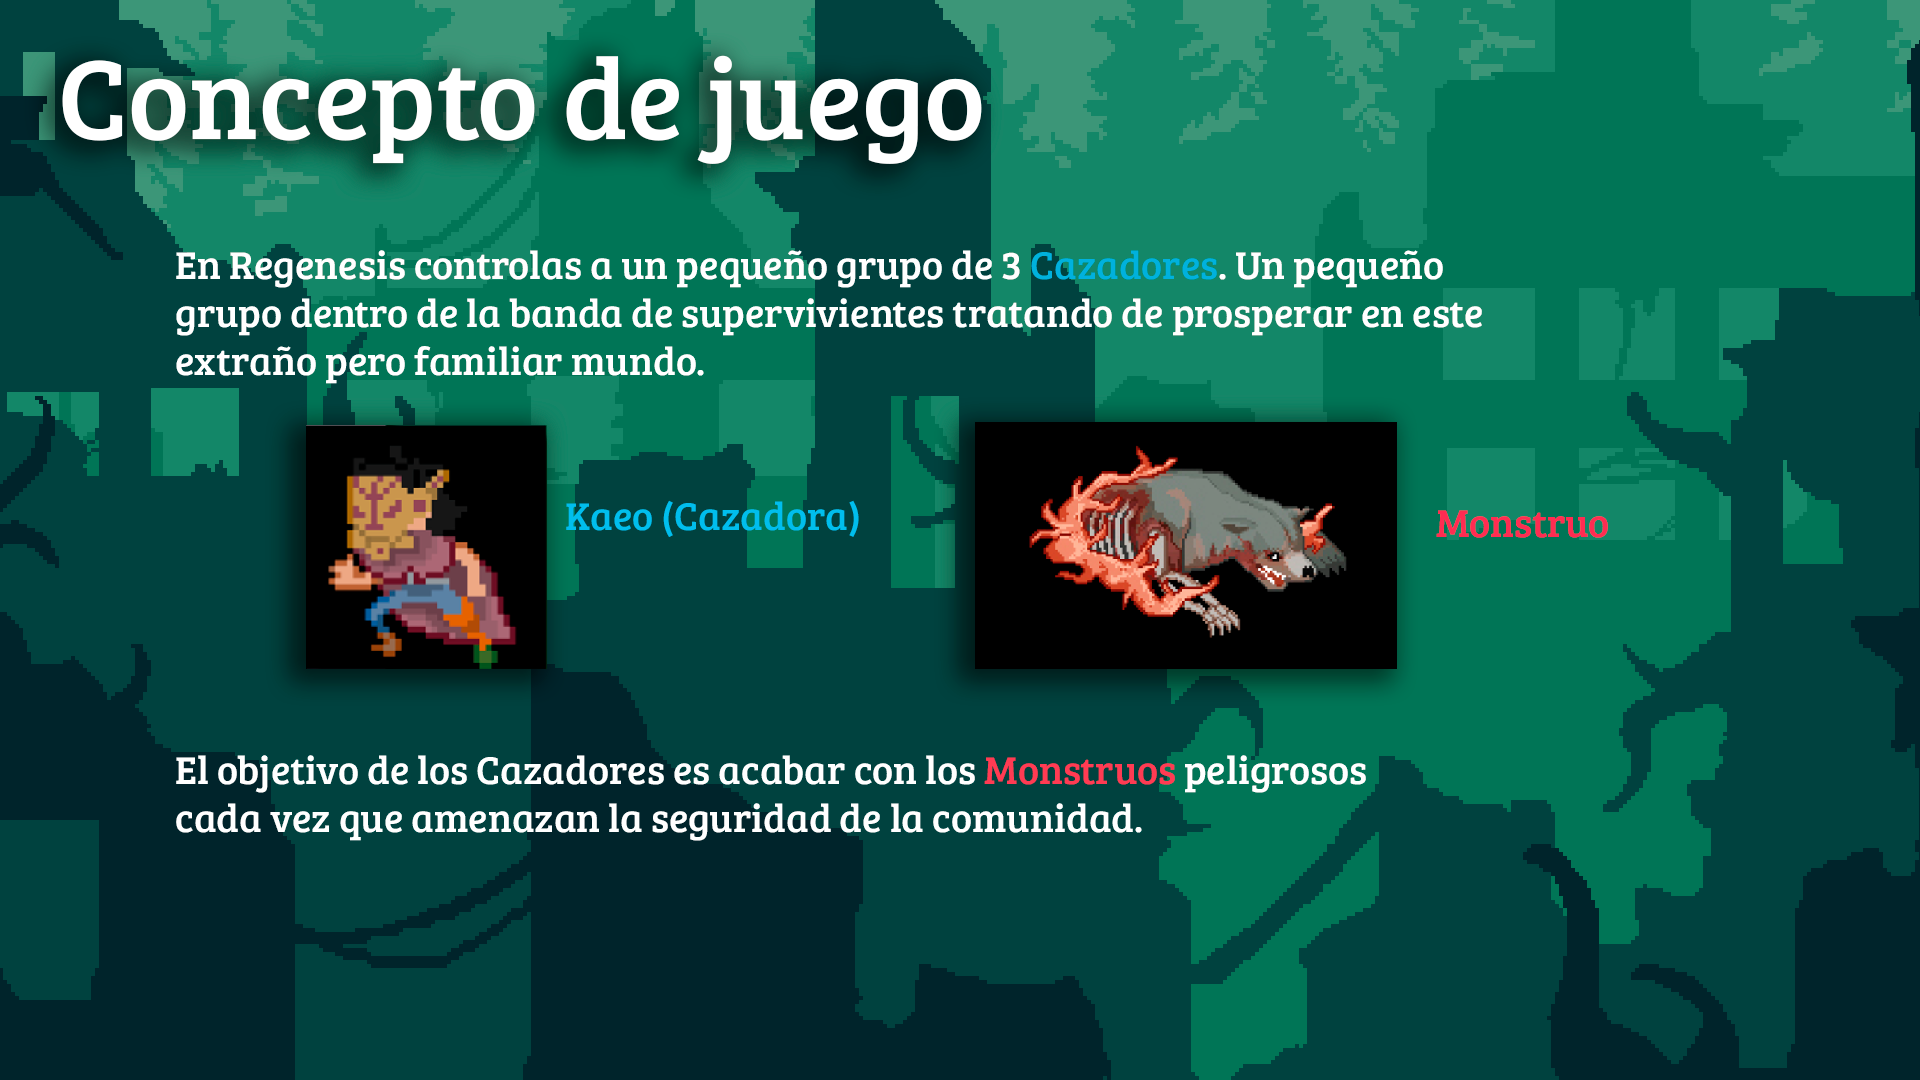 Concepto de juego
En Regenesis controlas a un pequeño grupo de 3 Cazadores. Un pequeño
grupo dentro de la banda de supervivientes tratando de prosperar en este
extraño pero familiar mundo.
Kaeo (Cazadora)
Monstruo
El objetivo de los Cazadores es acabar con los Monstruos peligrosos
cada vez que amenazan la seguridad de la comunidad.